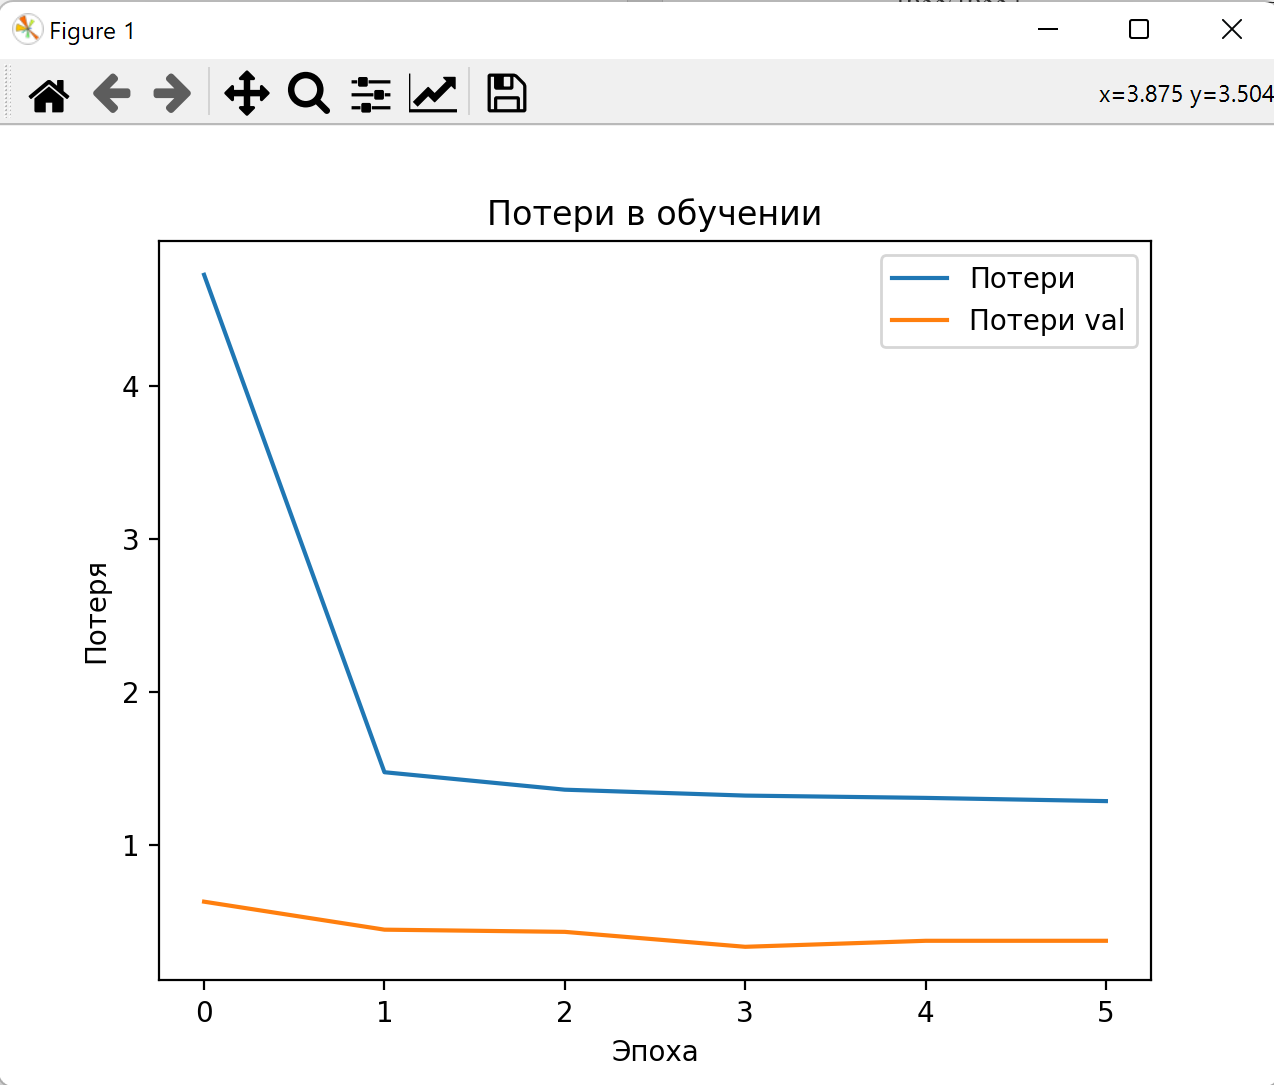 Figure 1
x=3.875 y=3.504
Потери в обучении
Потери
Потери val
4
3
2
1
Потеря
0 1 2 3 4 5
Эпоха